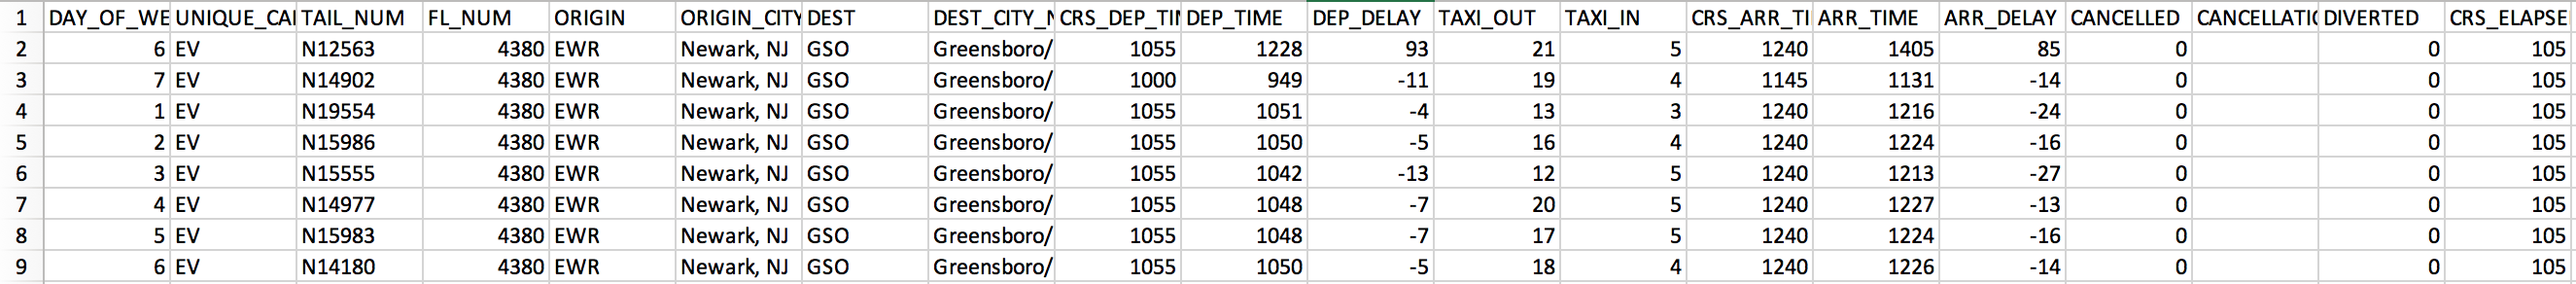 1 DAY_OF_WE UNIQUE_CAI TAIL_NUM FL_NUM ORIGIN ORIGIN_CITY DEST DEST_CITY_N CRS_DEP_TII DEP_TIME DEP_DELAY TAXI_OUT TAXI_IN CRS_ARR_TI ARR_TIME ARR_DELAY CANCELLED CANCELLATIC DIVERTED CRS_ELAPSE
2 6 EV N12563 4380 EWR Newark, NJ GSO Greensboro/ 1055 1228 93 21 5 1240 1405 85 0 0 105
3 7 EV N14902 4380 EWR Newark, NJ GSO Greensboro/ 1000 949 -11 19 4 1145 1131 -14 0 0 105
4 1 EV N19554 4380 EWR Newark, NJ GSO Greensboro/ 1055 1051 -4 13 3 1240 1216 -24 0 0 105
5 2 EV N15986 4380 EWR Newark, NJ GSO Greensboro/ 1055 1050 -5 16 4 1240 1224 -16 0 0 105
6 3 EV N15555 4380 EWR Newark, NJ GSO Greensboro/ 1055 1042 -13 12 5 1240 1213 -27 0 0 105
7 4 EV N14977 4380 EWR Newark, NJ GSO Greensboro/ 1055 1048 -7 20 5 1240 1227 -13 0 0 105
8 5 EV N15983 4380 EWR Newark, NJ GSO Greensboro/ 1055 1048 -7 17 5 1240 1224 -16 0 0 105
9 6 EV N14180 4380 EWR Newark, NJ GSO Greensboro/ 1055 1050 -5 18 4 1240 1226 -14 0 0 105